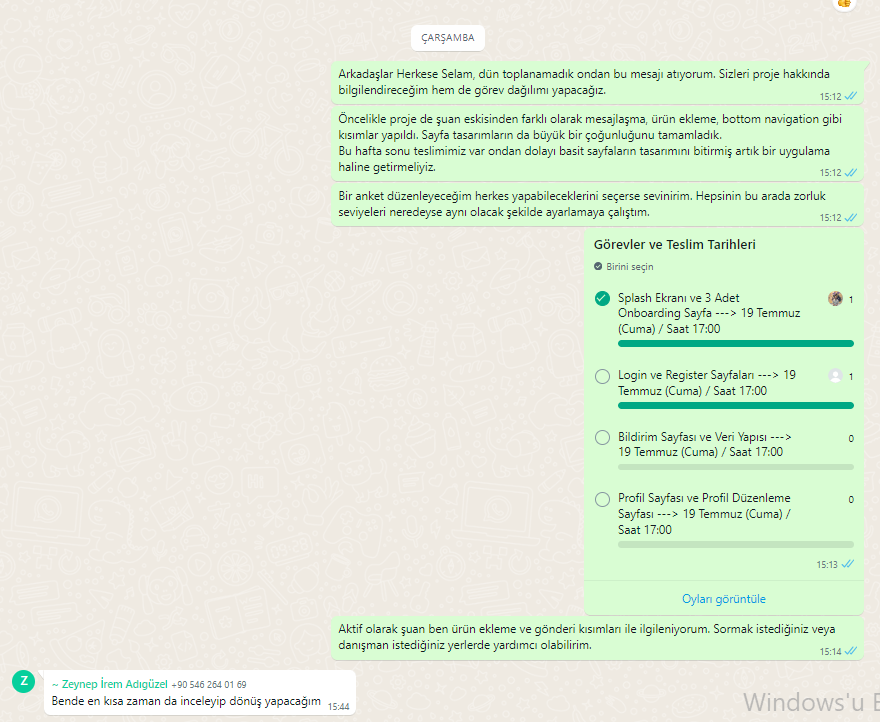 ÇARŞAMBA
Arkadaşlar Herkese Selam, dün toplanamadık ondan bu mesajı atıyorum. Sizleri proje hakkında
bilgilendireceğim hem de görev dağılımı yapacağız.
15:12
Öncelikle proje de şuan eskisinden farklı olarak mesajlaşma, ürün ekleme, bottom navigation gibi
kısımlar yapıldı. Sayfa tasarımların da büyük bir çoğunluğunu tamamladık.
Bu hafta sonu teslimimiz var ondan dolayı basit sayfaların tasarımını bitirmiş artık bir uygulama
haline getirmeliyiz.
15:12
Bir anket düzenleyeceğim herkes yapabileceklerini seçerse sevinirim. Hepsinin bu arada zorluk
seviyeleri neredeyse aynı olacak şekilde ayarlamaya çalıştım.
15:12
Görevler ve Teslim Tarihleri
Birini seçin
Splash Ekranı ve 3 Adet
1
Onboarding Sayfa ---> 19 Temmuz
(Cuma) / Saat 17:00
Login ve Register Sayfaları ---> 19
1
Temmuz (Cuma) / Saat 17:00
Bildirim Sayfası ve Veri Yapısı --->
0
19 Temmuz (Cuma) / Saat 17:00
Profil Sayfası ve Profil Düzenleme
0
Sayfası ---> 19 Temmuz (Cuma) /
Saat 17:00
15:13
Oyları görüntüle
Aktif olarak şuan ben ürün ekleme ve gönderi kısımları ile ilgileniyorum. Sormak istediğiniz veya
danışman istediğiniz yerlerde yardımcı olabilirim.
15:14
Z
~ Zeynep İrem Adıgüzel +90 546 264 01 69
Bende en kısa zaman da inceleyip dönüş yapacağım
15:44
Windows'u E